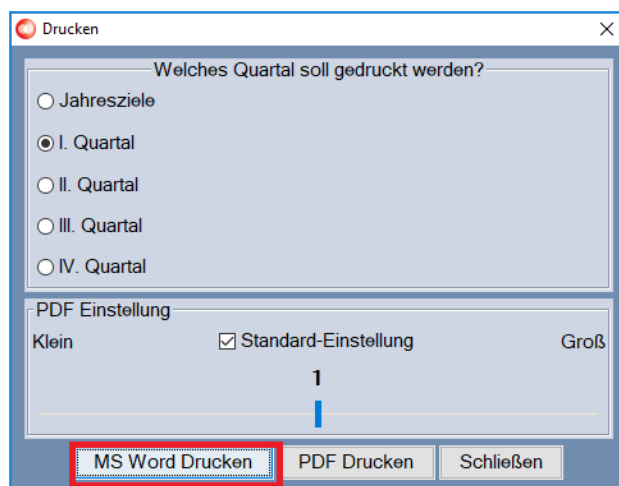 Drucken
Welches Quartal soll gedruckt werden?
Jahresziele
I. Quartal
II. Quartal
III. Quartal
IV. Quartal
PDF Einstellung
Klein Standard-Einstellung Groß
1
MS Word Drucken PDF Drucken Schließen